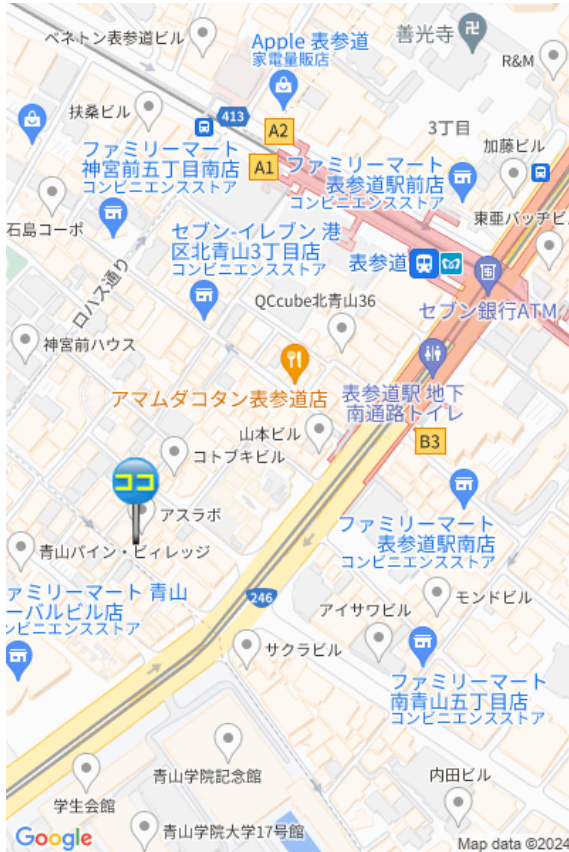 ベネトン表参道ビル
Apple 表参道
家電量販店
善光寺
R&M
扶桑ビル
413
A2
3丁目
加藤ビル
A1
ファミリーマート
神宮前五丁目南店
コンビニエンスストア
ファミリーマート
表参道駅前店
コンビニエンスストア
石島コーポ
東亜バッヂビ
セブン-イレブン 港
区北青山3丁目店
コンビニエンスストア
表参道
ロハス通り
セブン銀行ATM
QCcube北青山36
神宮前ハウス
アマムダコタン表参道店
表参道駅 地下
南通路トイレ
山本ビル
B3
コトブキビル
ココ
アスラボ
ファミリーマート
表参道駅南店
コンビニエンスストア
青山パイン・ビィレッジ
ァミリーマート 青山
ーバルビル店
ンビニエンスストア
246
アイサワビル
モンドビル
サクラビル
ファミリーマート
南青山五丁目店
コンビニエンスストア
青山学院記念館
内田ビル
学生会館
青山学院大学17号館
Google
Map data ©2024